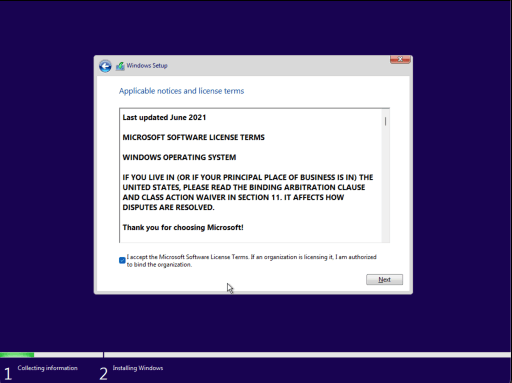 Windows Setup
Applicable notices and license terms
Last updated June 2021
MICROSOFT SOFTWARE LICENSE TERMS
WINDOWS OPERATING SYSTEM
IF YOU LIVE IN (OR IF YOUR PRINCIPAL PLACE OF BUSINESS IS IN) THE
UNITED STATES, PLEASE READ THE BINDING ARBITRATION CLAUSE
AND CLASS ACTION WAIVER IN SECTION 11. IT AFFECTS HOW
DISPUTES ARE RESOLVED.
Thank you for choosing Microsoft!
I accept the Microsoft Software License Terms. If an organization is licensing it, I am authorized
to bind the organization.
Next
1 Collecting information
2 Installing Windows